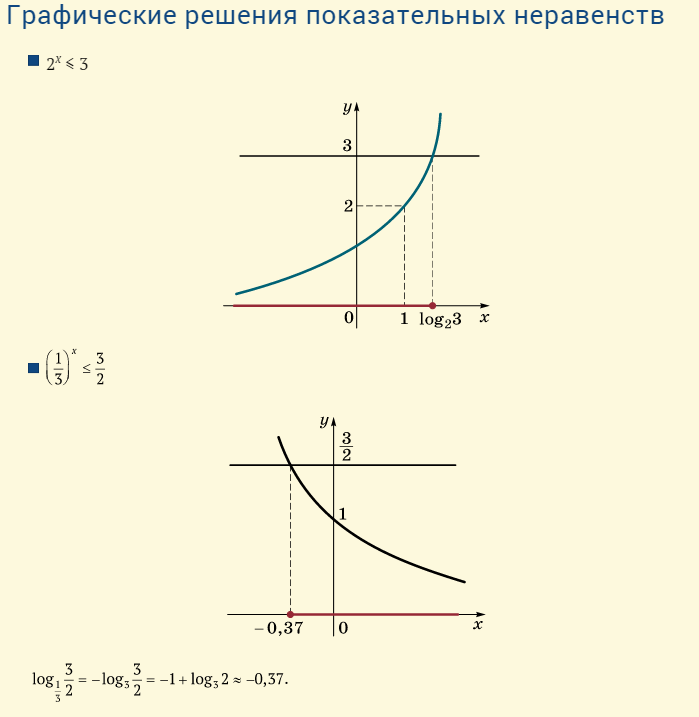 Графические решения показательных неравенств
2ˣ ⩽ 3
y
3
2
0 1 log₂3 x
(1/3)ˣ ≤ 3/2
y
3/2
1
−0,37 0 x
log_{1/3} 3/2 = −log₃ 3/2 = −1 + log₃ 2 ≈ −0,37.